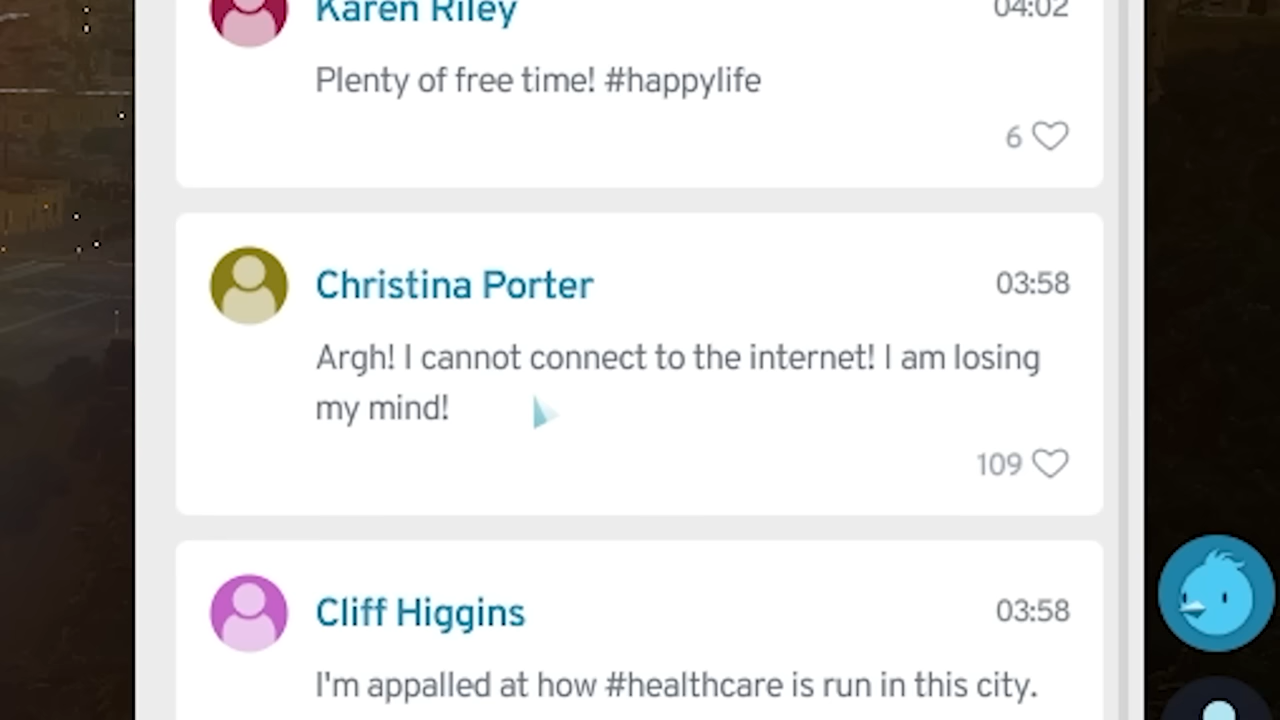 Karen Riley 04:02
Plenty of free time! #happylife
6
Christina Porter 03:58
Argh! I cannot connect to the internet! I am losing
my mind!
109
Cliff Higgins 03:58
I'm appalled at how #healthcare is run in this city.